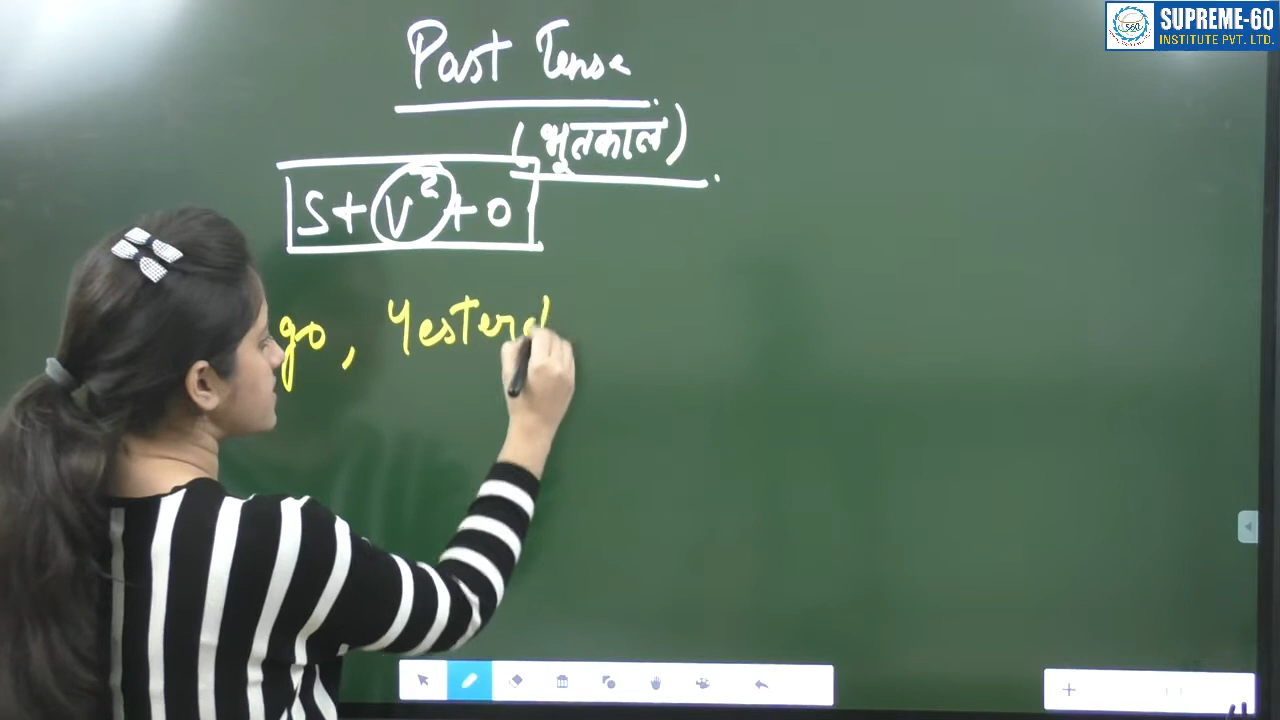 SUPREME-60
INSTITUTE PVT. LTD.
Past Tense
(भूतकाल)
S+V²+O
go, Yesterd